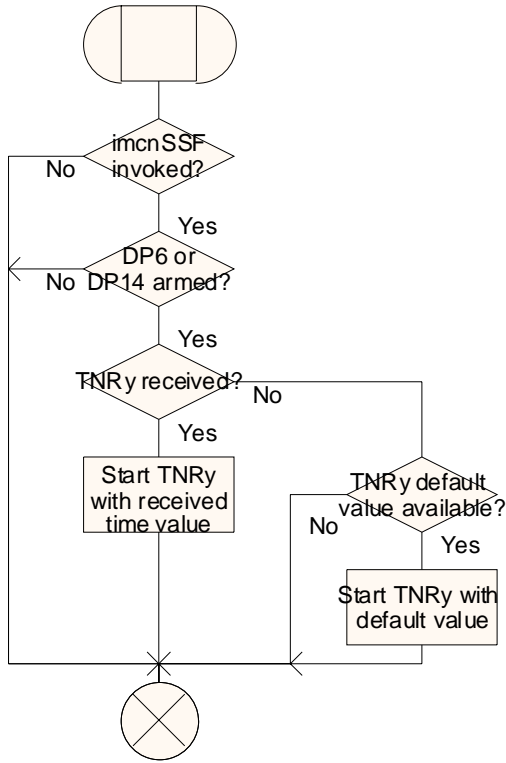 imcnSSF
invoked?
No
Yes
DP6 or
DP14 armed?
No
Yes
TNRy received?
No
Yes
Start TNRy
with received
time value
TNRy default
value available?
No
Yes
Start TNRy with
default value